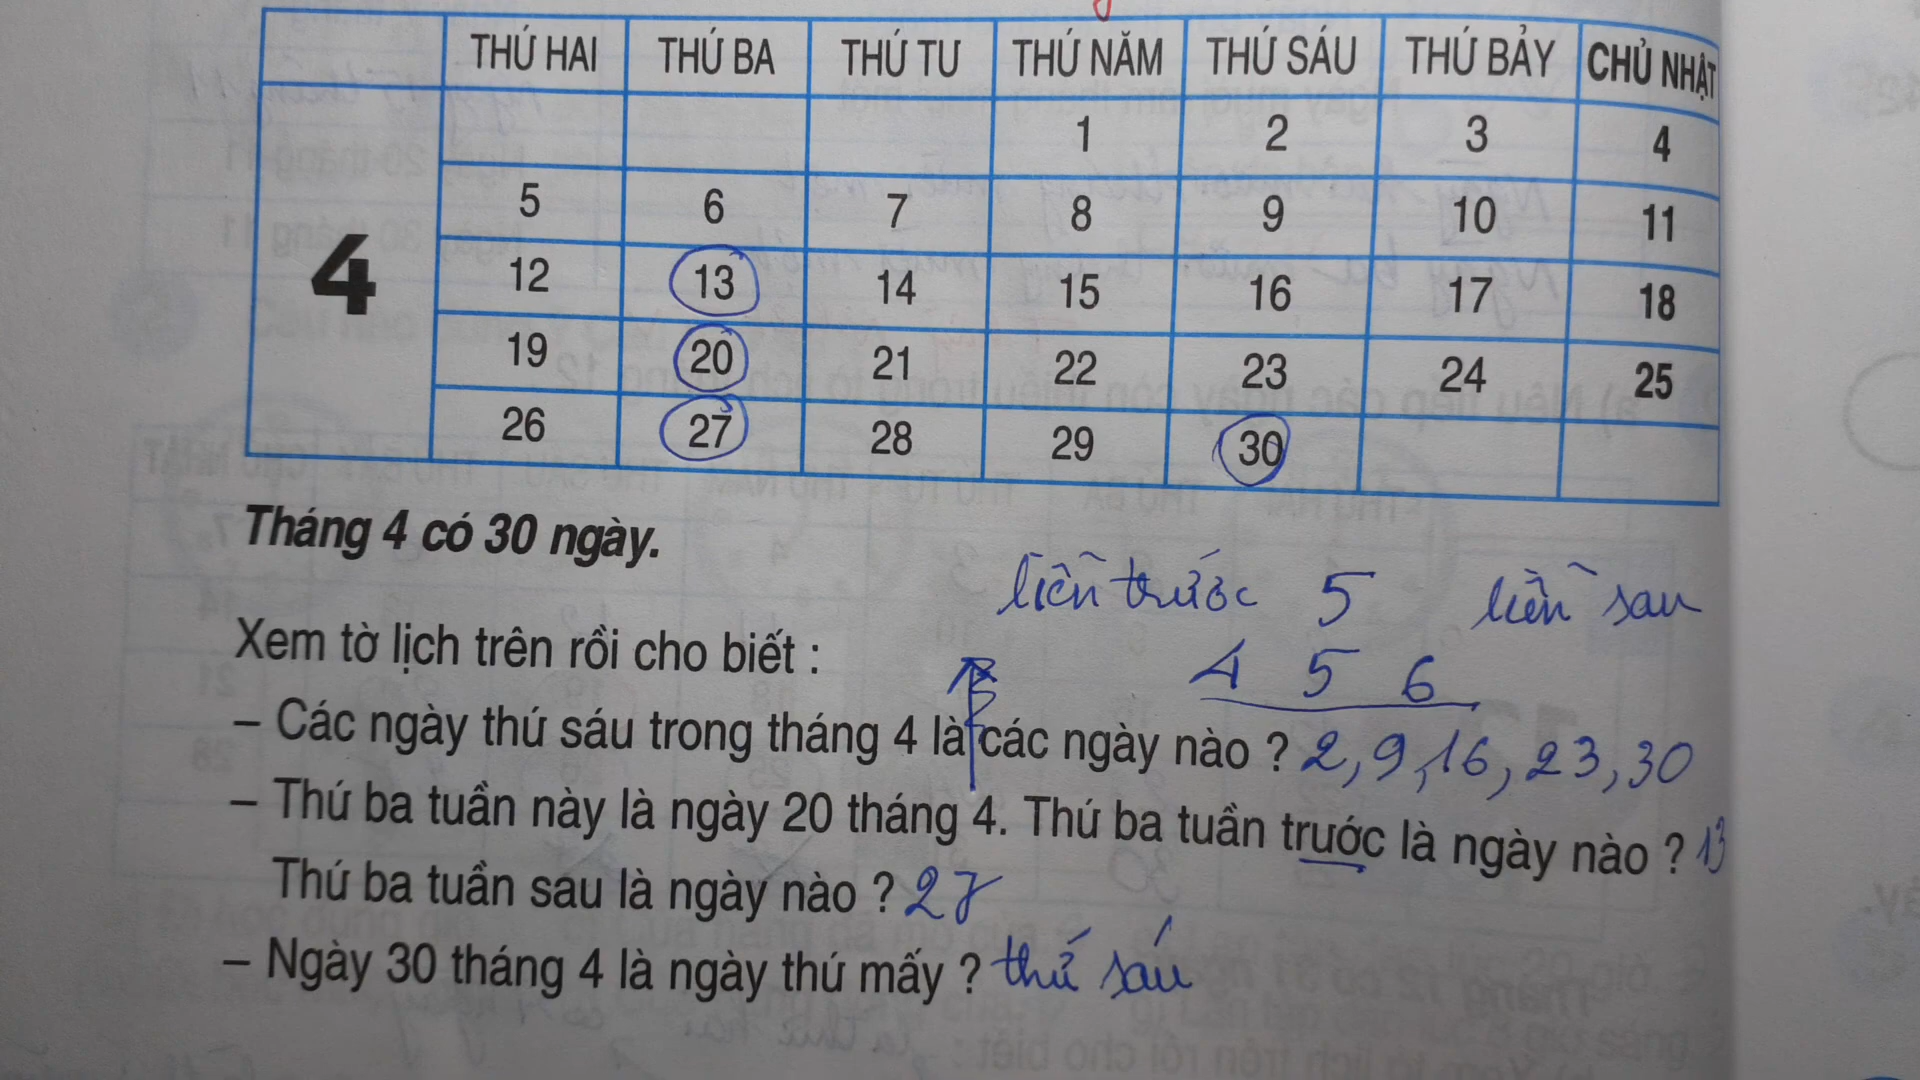 THỨ HAI THỨ BA THỨ TƯ THỨ NĂM THỨ SÁU THỨ BẢY CHỦ NHẬT
1 2 3 4
5 6 7 8 9 10 11
4
12 13 14 15 16 17 18
19 20 21 22 23 24 25
26 27 28 29 30
Tháng 4 có 30 ngày.
liền trước 5 liền sau
Xem tờ lịch trên rồi cho biết :
4 5 6
– Các ngày thứ sáu trong tháng 4 là các ngày nào ? 2, 9, 16, 23, 30
– Thứ ba tuần này là ngày 20 tháng 4. Thứ ba tuần trước là ngày nào ? 13
Thứ ba tuần sau là ngày nào ? 27
– Ngày 30 tháng 4 là ngày thứ mấy ? thứ sáu